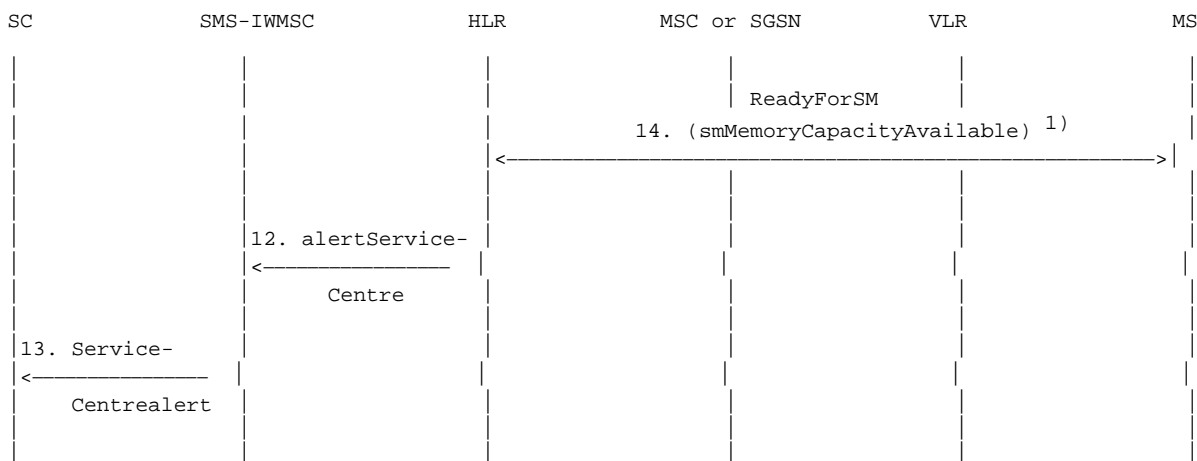 SC SMS-IWMSC HLR MSC or SGSN VLR MS
ReadyForSM
14. (smMemoryCapacityAvailable) 1)
12. alertService-
Centre
13. Service-
Centrealert